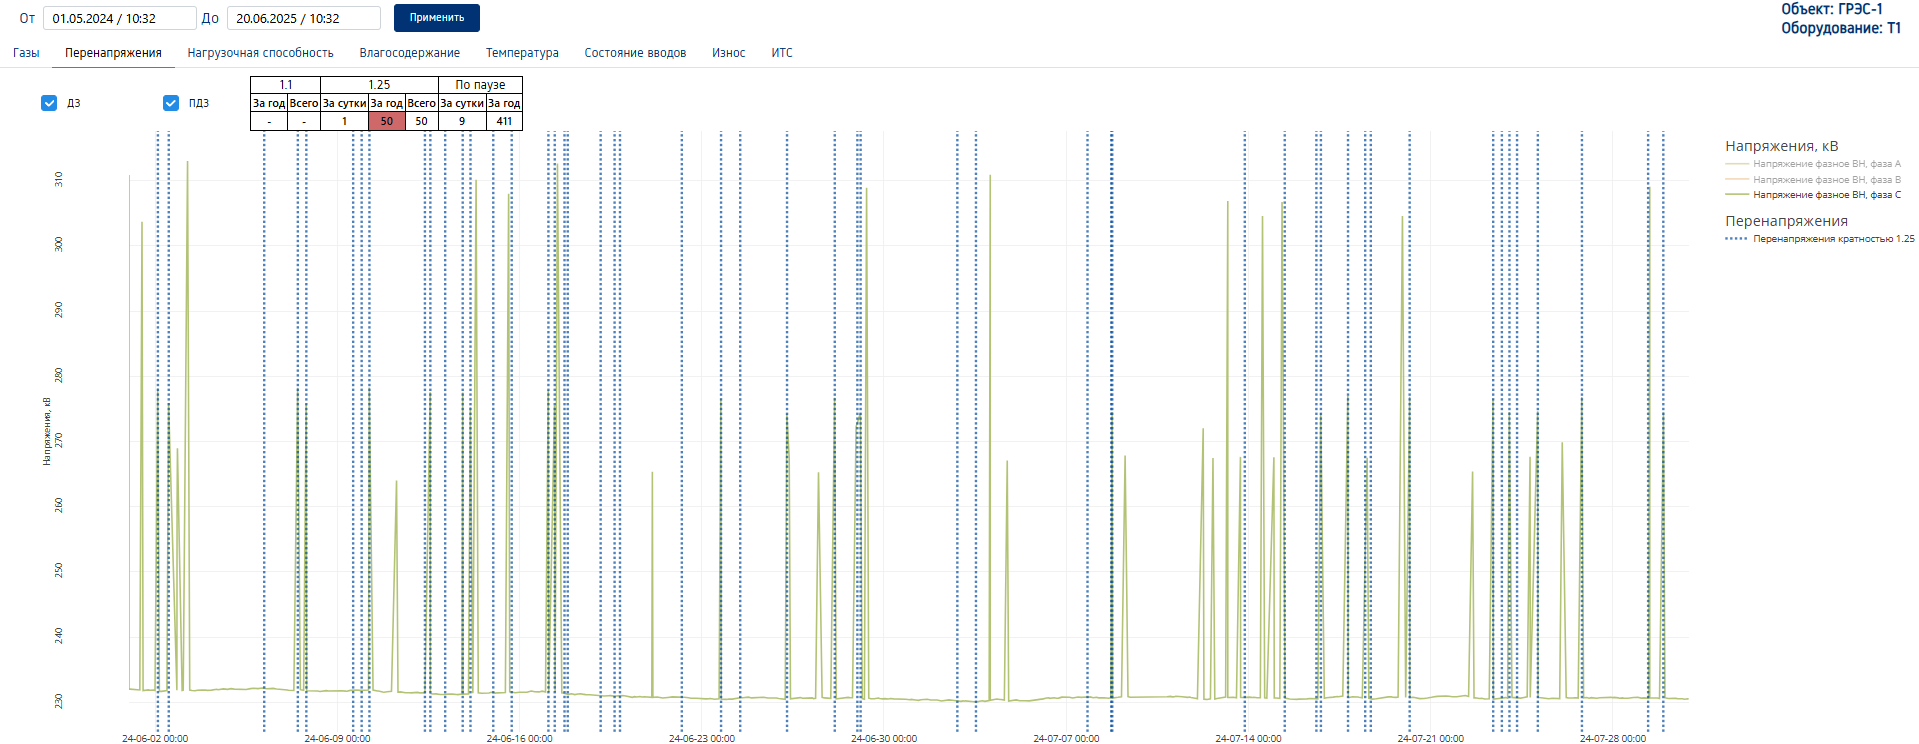 От 01.05.2024 / 10:32 До 20.06.2025 / 10:32 Применить
Объект: ГРЭС-1
Оборудование: Т1
Газы Перенапряжения Нагрузочная способность Влагосодержание Температура Состояние вводов Износ ИТС
ДЗ ПДЗ
1.1 1.25 По паузе
За год Всего За сутки За год Всего За сутки За год
- - 1 50 50 9 411
Напряжения, кВ
310
300
290
280
270
260
250
240
230
24-06-02 00:00 24-06-09 00:00 24-06-16 00:00 24-06-23 00:00 24-06-30 00:00 24-07-07 00:00 24-07-14 00:00 24-07-21 00:00 24-07-28 00:00
Напряжения, кВ
Напряжение фазное ВН, фаза A
Напряжение фазное ВН, фаза B
Напряжение фазное ВН, фаза C
Перенапряжения
Перенапряжения кратностью 1.25